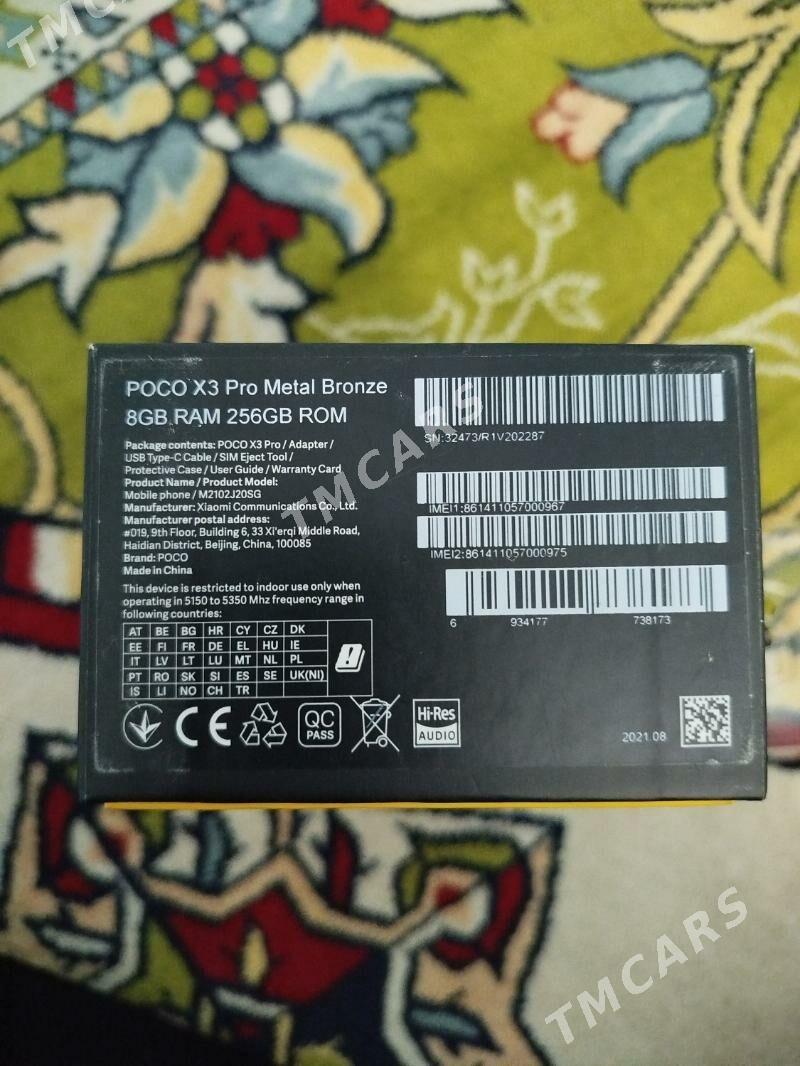 TMCARS
POCO X3 Pro Metal Bronze
8GB RAM 256GB ROM
Package contents: POCO X3 Pro / Adapter /
USB Type-C Cable / SIM Eject Tool /
Protective Case / User Guide / Warranty Card
Product Name / Product Model:
Mobile phone / M2102J20SG
Manufacturer: Xiaomi Communications Co., Ltd.
Manufacturer postal address:
#019, 9th Floor, Building 6, 33 Xi'erqi Middle Road,
Haidian District, Beijing, China, 100085
Brand: POCO
Made in China
This device is restricted to indoor use only when
operating in 5150 to 5350 Mhz frequency range in
following countries:
AT BE BG HR CY CZ DK
EE FI FR DE EL HU IE
IT LV LT LU MT NL PL
PT RO SK SI ES SE UK(NI)
IS LI NO CH TR
CE
QC
PASS
Hi-Res
AUDIO
SN:32473/R1V202287
IMEI1:861411057000967
IMEI2:861411057000975
6 934177 738173
2021.08
TMCARS
TMCARS